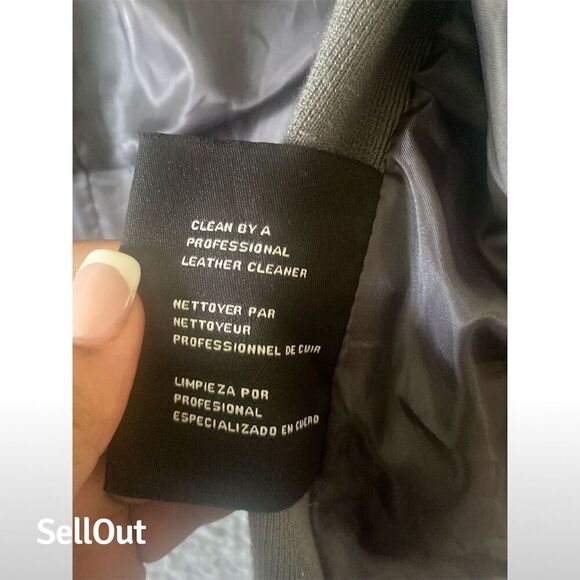 CLEAN BY A
PROFESSIONAL
LEATHER CLEANER
NETTOYER PAR
NETTOYEUR
PROFESSIONNEL DE CUIR
LIMPIEZA POR
PROFESIONAL
ESPECIALIZADO EN CUERO
SellOut